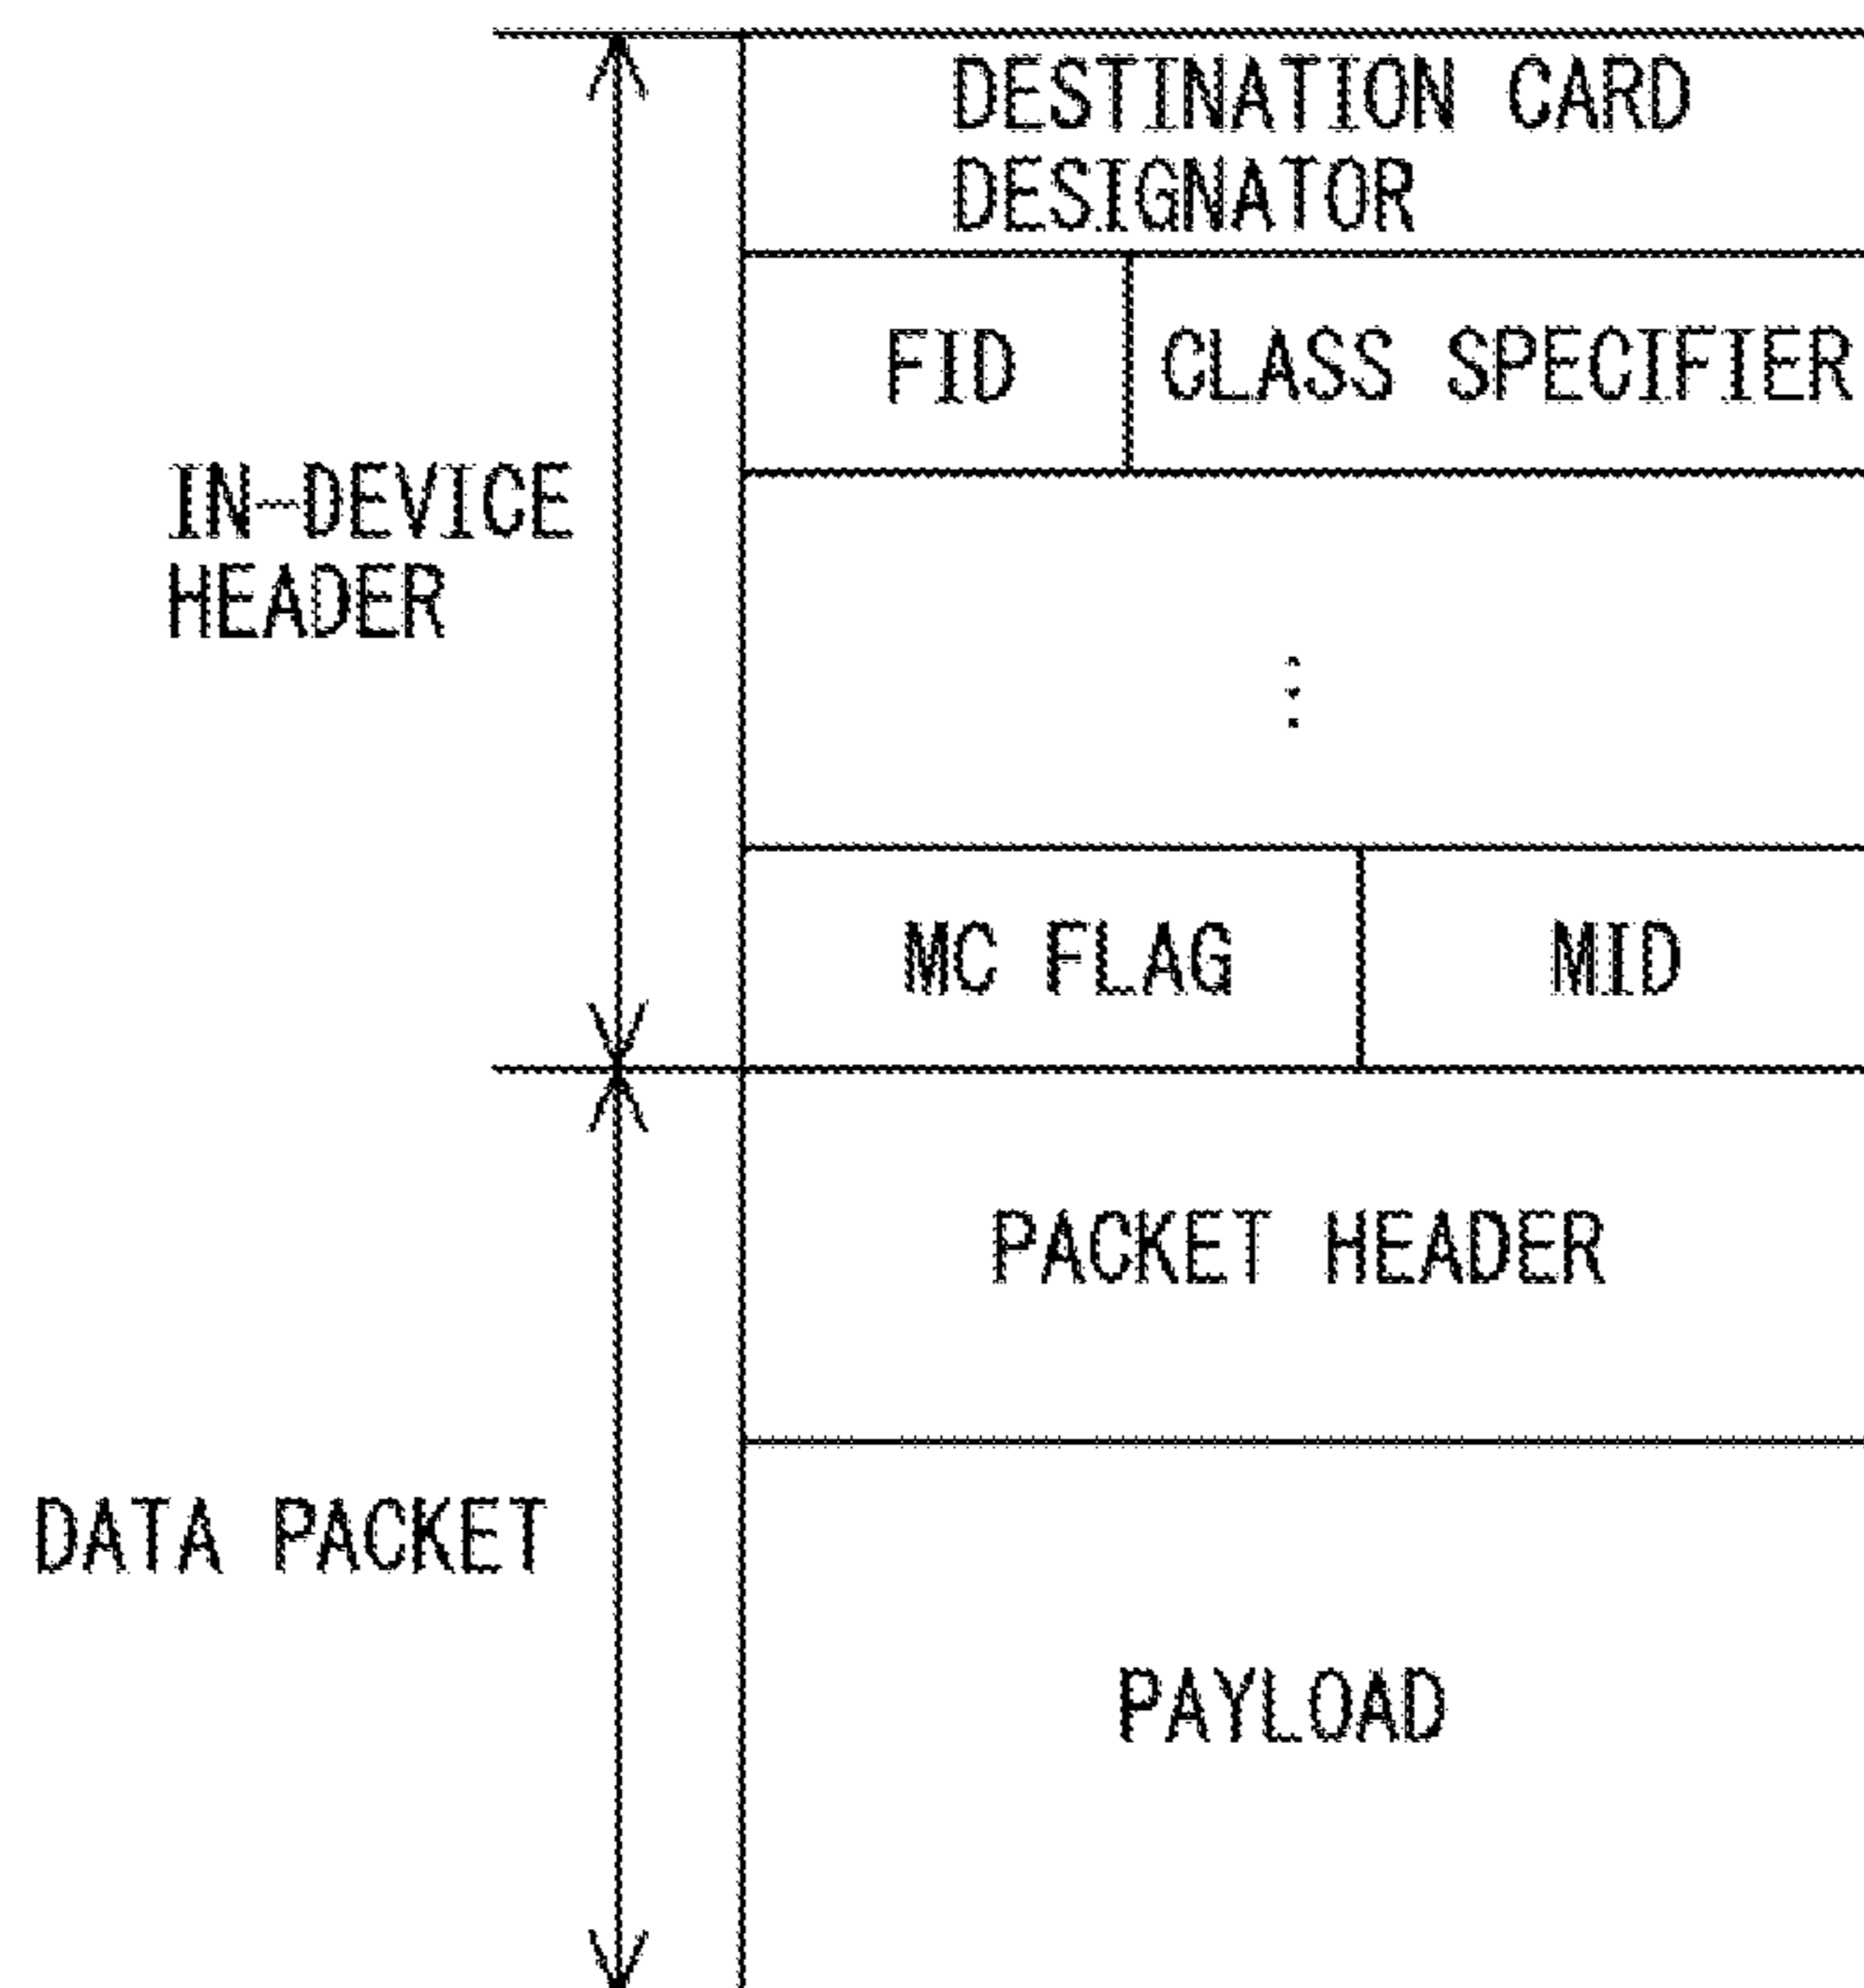 DESTINATION CARD
DESIGNATOR
FID
CLASS SPECIFIER
IN-DEVICE
HEADER
⋮
MC FLAG
MID
PACKET HEADER
DATA PACKET
PAYLOAD